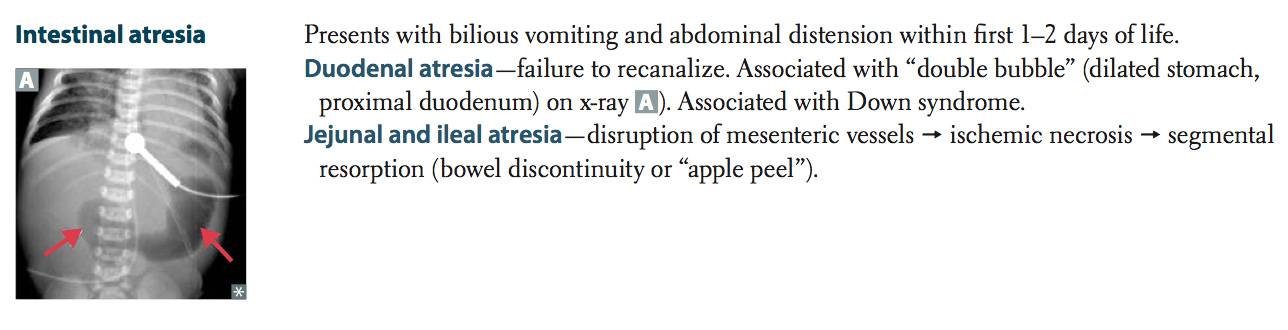 Intestinal atresia
A
*
Presents with bilious vomiting and abdominal distension within first 1–2 days of life.
Duodenal atresia—failure to recanalize. Associated with “double bubble” (dilated stomach,
proximal duodenum) on x-ray A). Associated with Down syndrome.
Jejunal and ileal atresia—disruption of mesenteric vessels → ischemic necrosis → segmental
resorption (bowel discontinuity or “apple peel”).